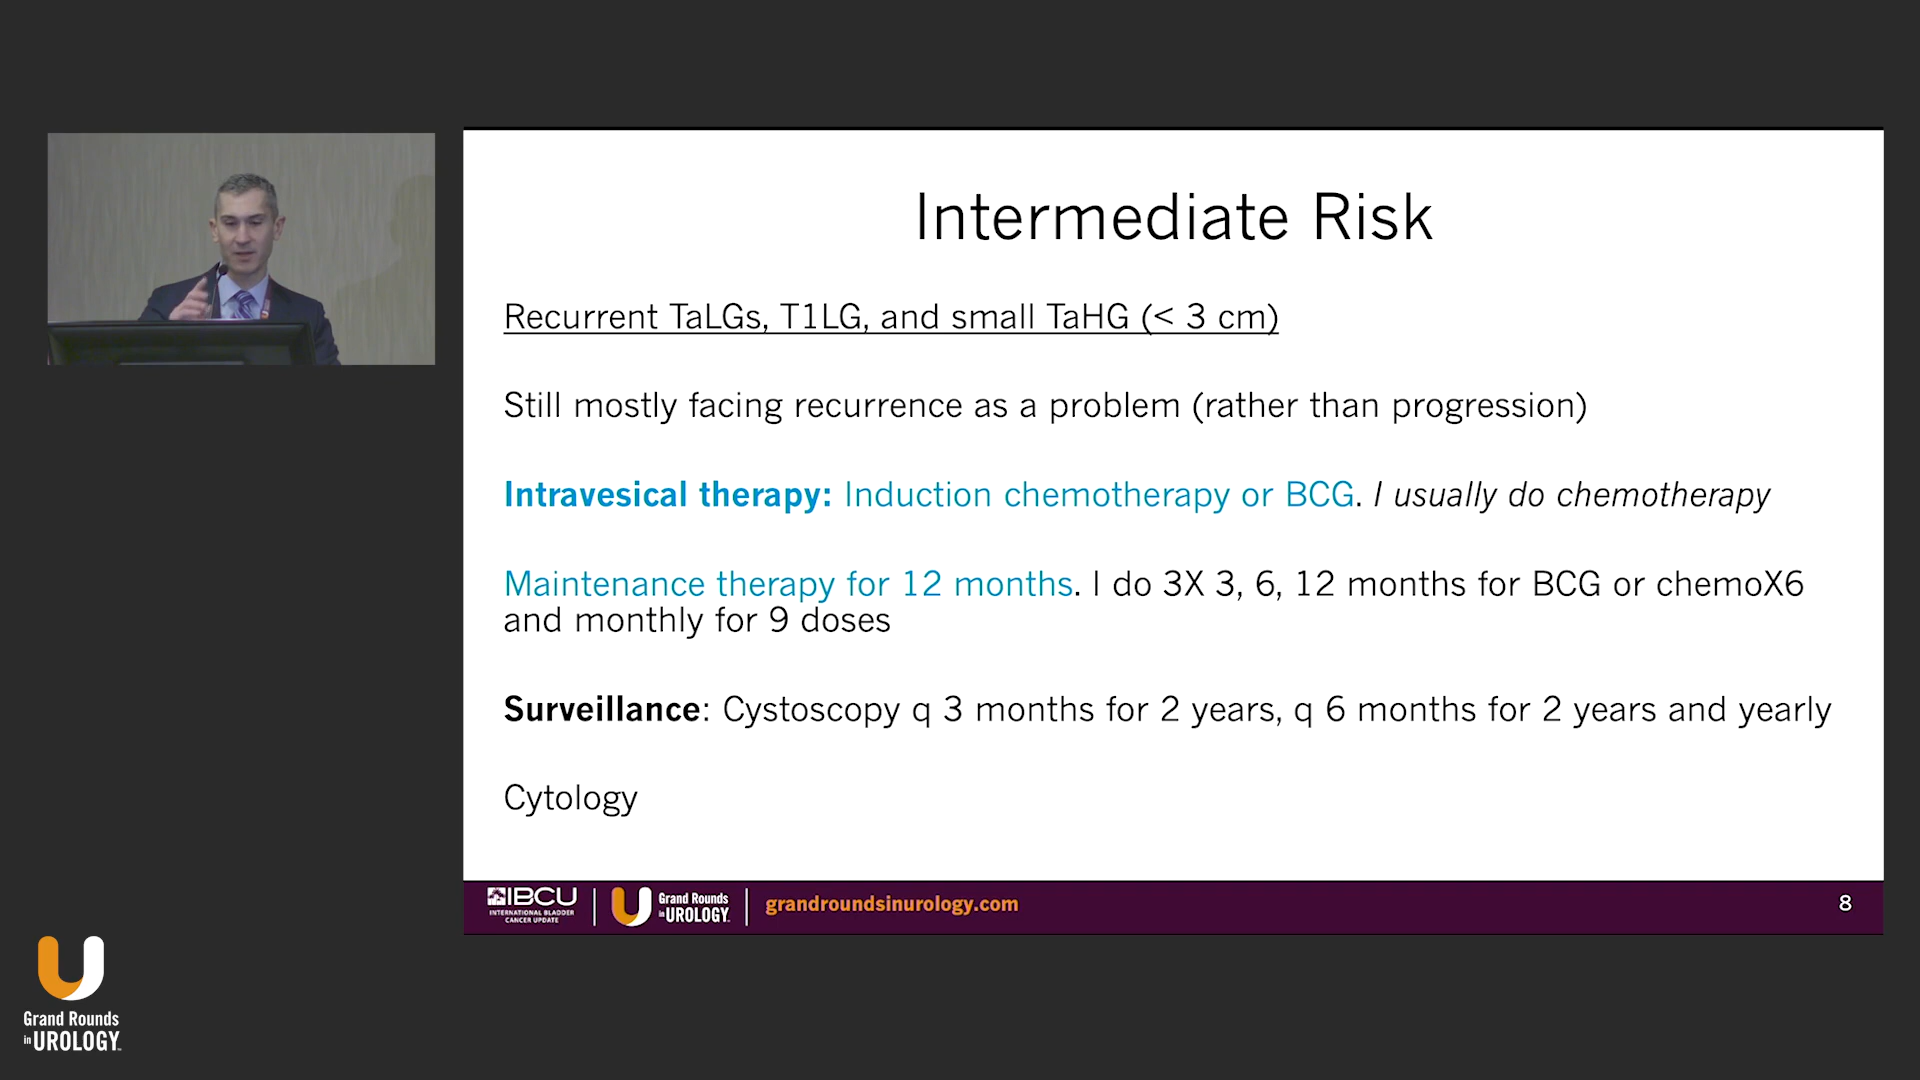 Intermediate Risk
Recurrent TaLGs, T1LG, and small TaHG (< 3 cm)
Still mostly facing recurrence as a problem (rather than progression)
Intravesical therapy: Induction chemotherapy or BCG. I usually do chemotherapy
Maintenance therapy for 12 months. I do 3X 3, 6, 12 months for BCG or chemoX6
and monthly for 9 doses
Surveillance: Cystoscopy q 3 months for 2 years, q 6 months for 2 years and yearly
Cytology
IBCU
INTERNATIONAL BLADDER
CANCER UPDATE
Grand Rounds
in UROLOGY
grandroundsinurology.com
8
Grand Rounds
in UROLOGY